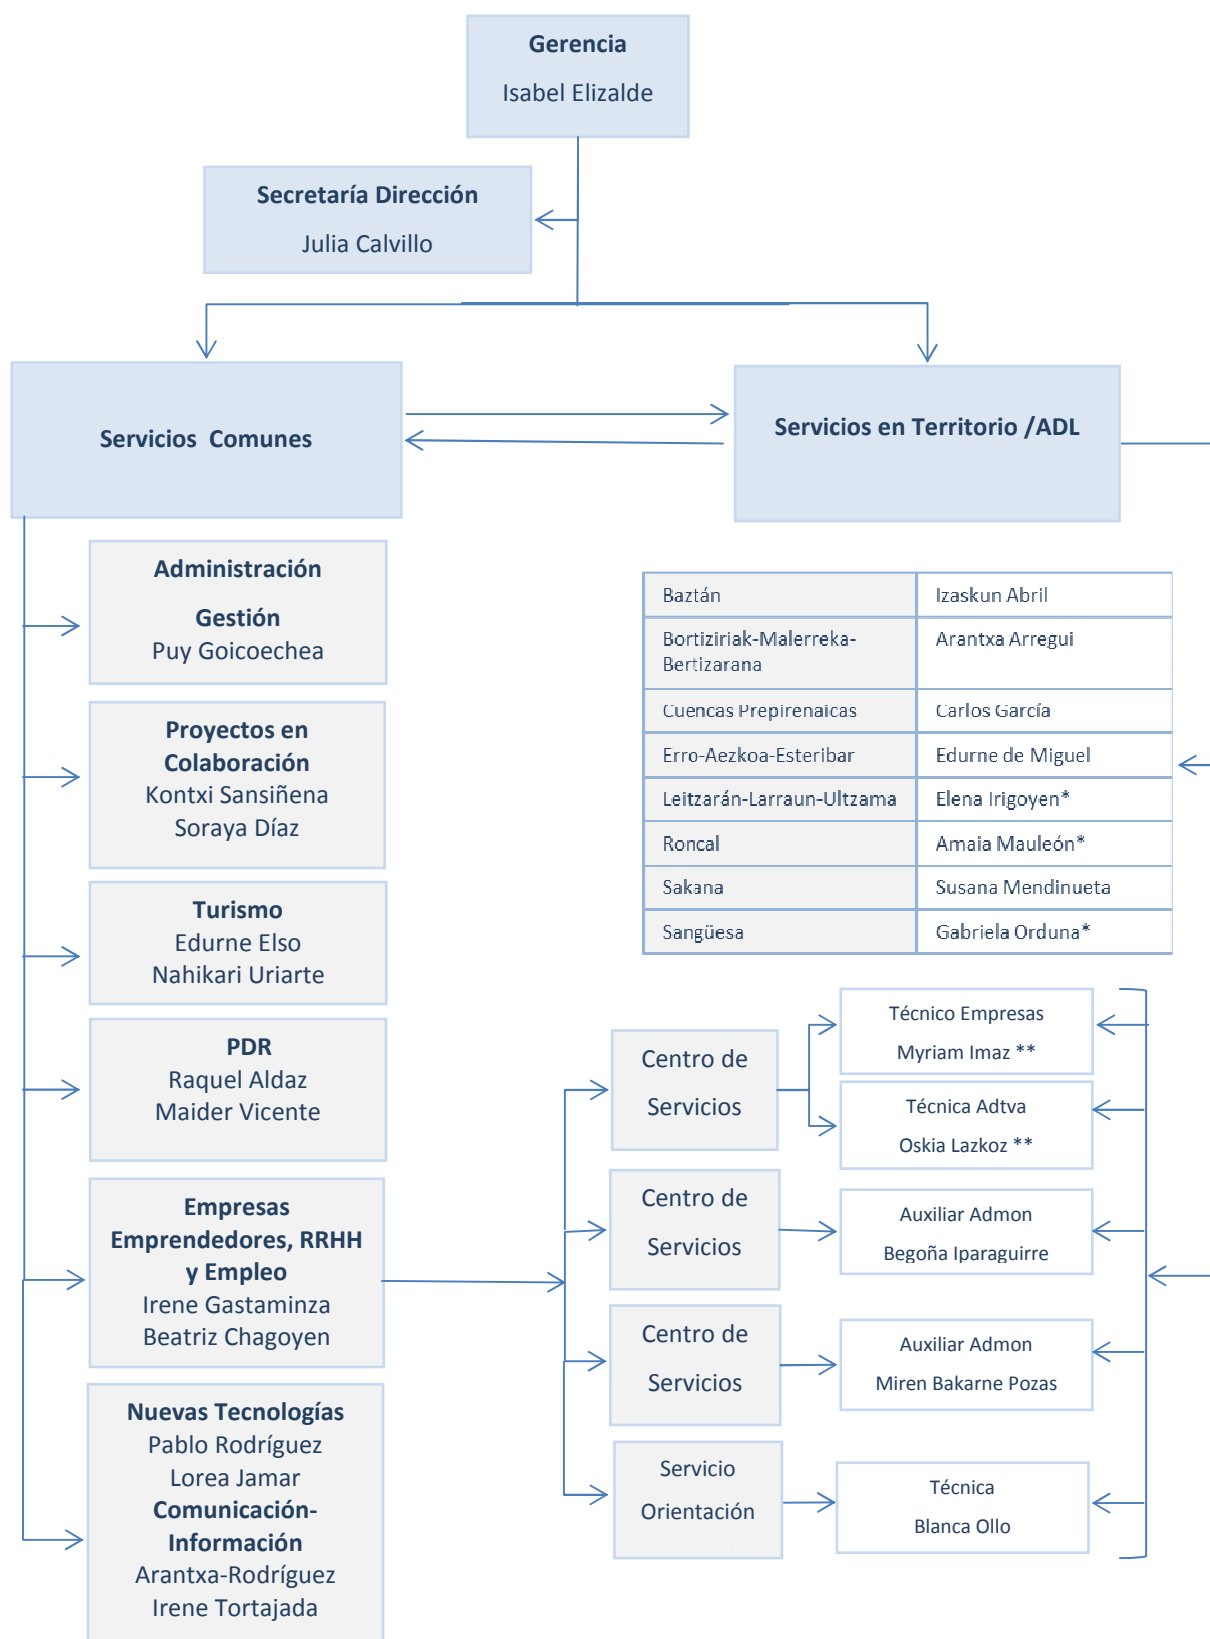 Gerencia
Isabel Elizalde
Secretaría Dirección
Julia Calvillo
Servicios Comunes
Servicios en Territorio /ADL
Administración
Gestión
Puy Goicoechea
Proyectos en
Colaboración
Kontxi Sansiñena
Soraya Díaz
Turismo
Edurne Elso
Nahikari Uriarte
PDR
Raquel Aldaz
Maider Vicente
Empresas
Emprendedores, RRHH
y Empleo
Irene Gastaminza
Beatriz Chagoyen
Nuevas Tecnologías
Pablo Rodríguez
Lorea Jamar
Comunicación-
Información
Arantxa-Rodríguez
Irene Tortajada
Baztán Izaskun Abril
Bortiziriak-Malerreka- Arantxa Arregui
Bertizarana
Cuencas Prepirenaicas Carlos García
Erro-Aezkoa-Esteribar Edurne de Miguel
Leitzarán-Larraun-Ultzama Elena Irigoyen*
Roncal Amaia Mauleón*
Sakana Susana Mendinueta
Sangüesa Gabriela Orduna*
Centro de
Servicios
Técnico Empresas
Myriam Imaz **
Técnica Adtva
Oskia Lazkoz **
Centro de
Servicios
Auxiliar Admon
Begoña Iparaguirre
Centro de
Servicios
Auxiliar Admon
Miren Bakarne Pozas
Servicio
Orientación
Técnica
Blanca Ollo